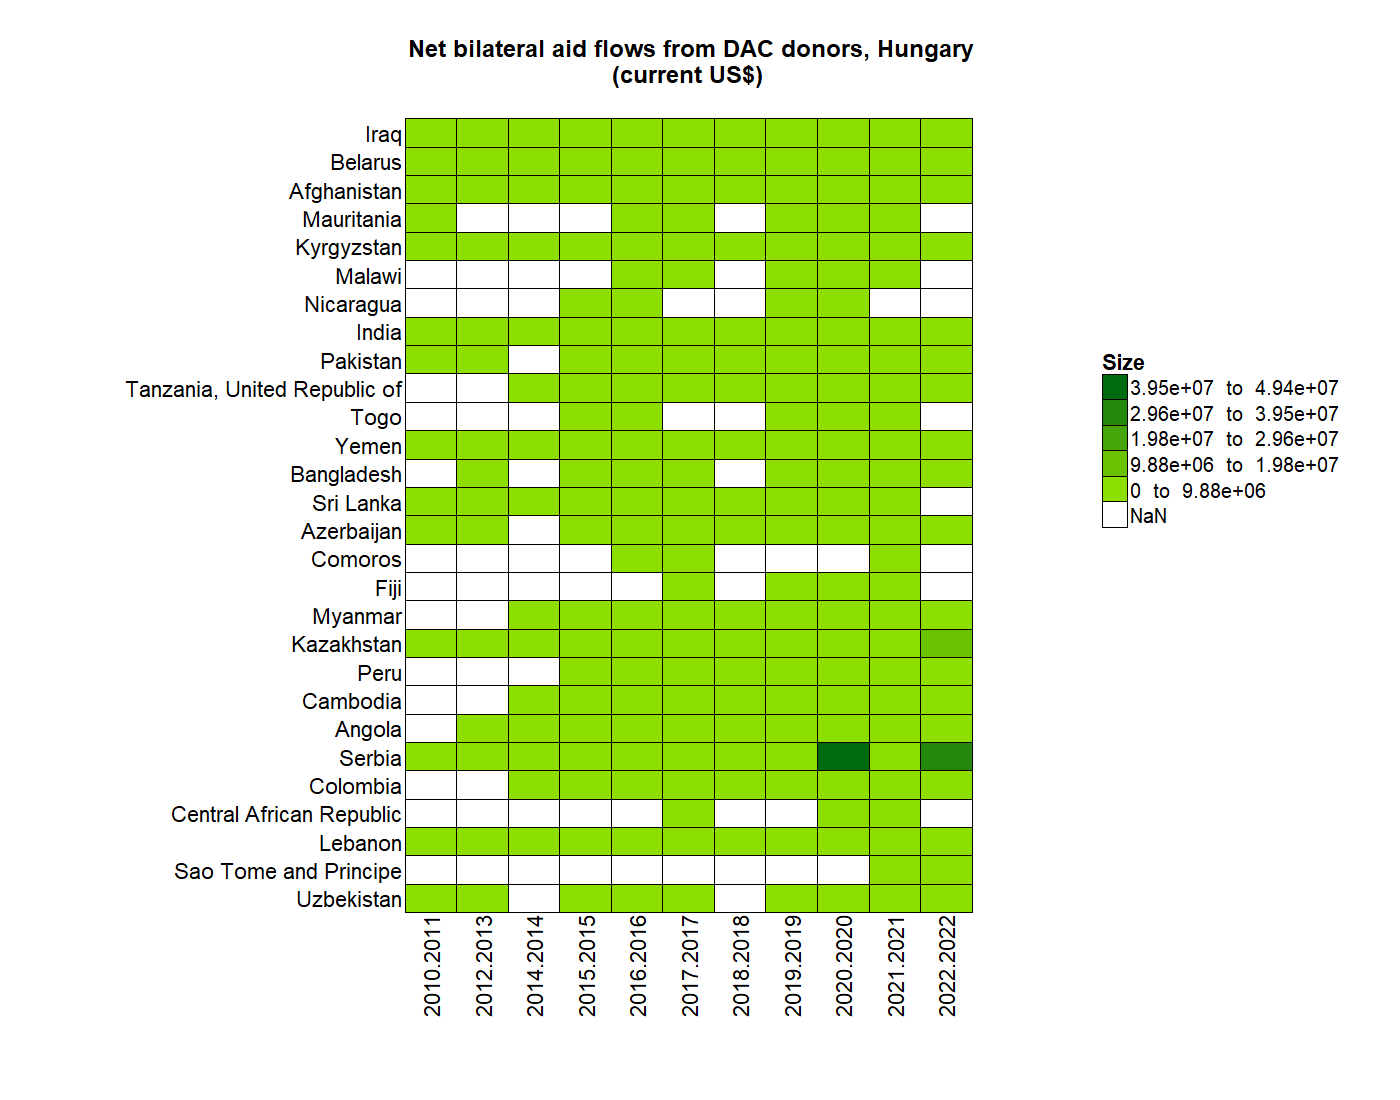 Net bilateral aid flows from DAC donors, Hungary
(current US$)
Iraq
Belarus
Afghanistan
Mauritania
Kyrgyzstan
Malawi
Nicaragua
India
Pakistan
Tanzania, United Republic of
Togo
Yemen
Bangladesh
Sri Lanka
Azerbaijan
Comoros
Fiji
Myanmar
Kazakhstan
Peru
Cambodia
Angola
Serbia
Colombia
Central African Republic
Lebanon
Sao Tome and Principe
Uzbekistan
2010.2011
2012.2013
2014.2014
2015.2015
2016.2016
2017.2017
2018.2018
2019.2019
2020.2020
2021.2021
2022.2022
Size
3.95e+07 to 4.94e+07
2.96e+07 to 3.95e+07
1.98e+07 to 2.96e+07
9.88e+06 to 1.98e+07
0 to 9.88e+06
NaN